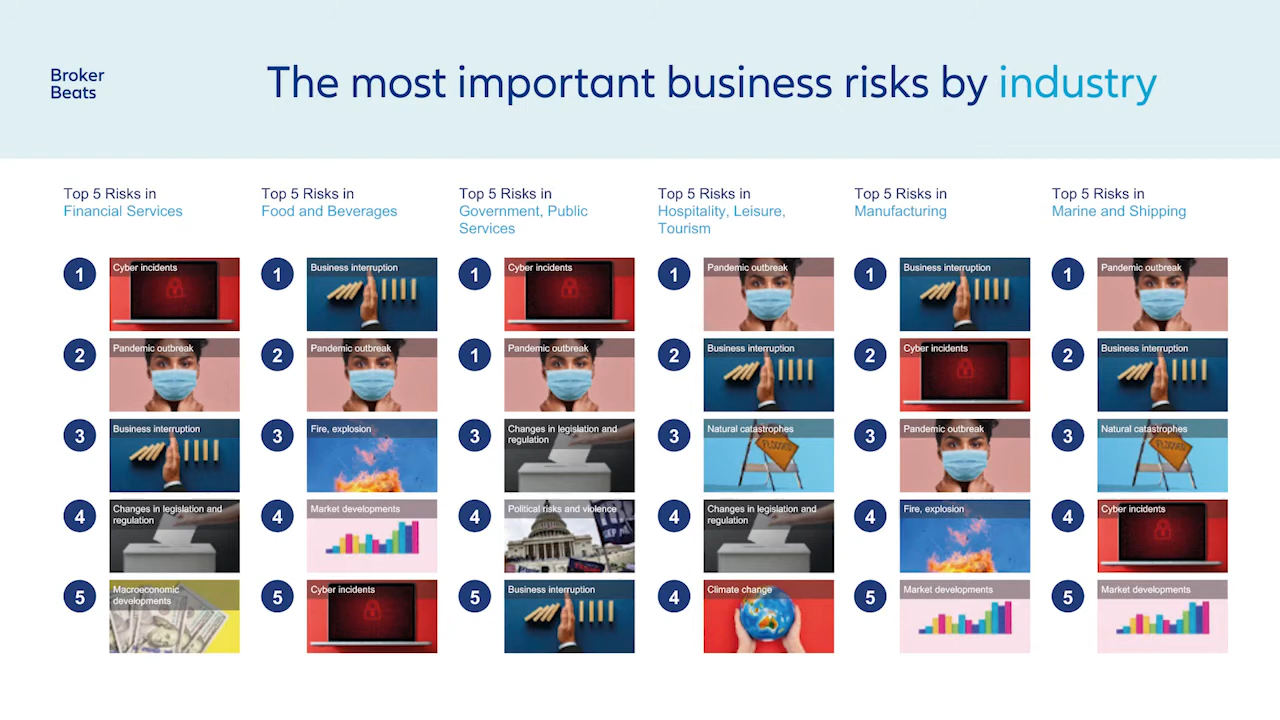 Broker
Beats
The most important business risks by industry
Top 5 Risks in
Financial Services
1
Cyber incidents
2
Pandemic outbreak
3
Business interruption
4
Changes in legislation and
regulation
5
Macroeconomic
developments
Top 5 Risks in
Food and Beverages
1
Business interruption
2
Pandemic outbreak
3
Fire, explosion
4
Market developments
5
Cyber incidents
Top 5 Risks in
Government, Public
Services
1
Cyber incidents
1
Pandemic outbreak
3
Changes in legislation and
regulation
4
Political risks and violence
5
Business interruption
Top 5 Risks in
Hospitality, Leisure,
Tourism
1
Pandemic outbreak
2
Business interruption
3
Natural catastrophes
4
Changes in legislation and
regulation
4
Climate change
Top 5 Risks in
Manufacturing
1
Business interruption
2
Cyber incidents
3
Pandemic outbreak
4
Fire, explosion
5
Market developments
Top 5 Risks in
Marine and Shipping
1
Pandemic outbreak
2
Business interruption
3
Natural catastrophes
4
Cyber incidents
5
Market developments